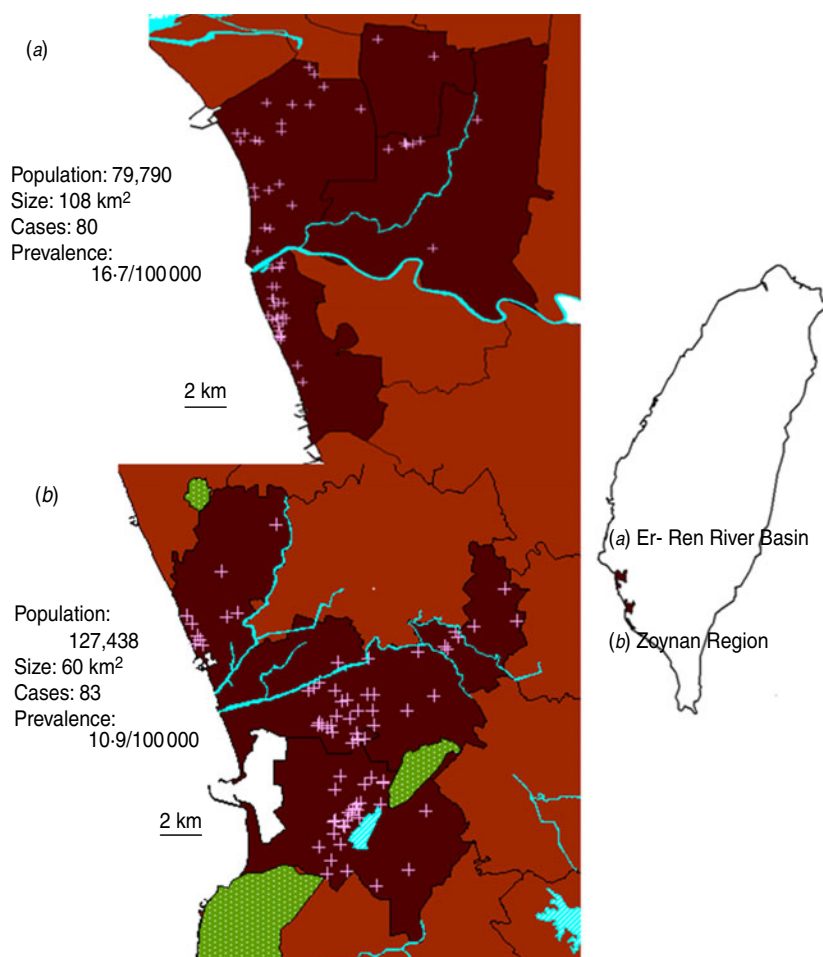 (a)
Population: 79,790
Size: 108 km²
Cases: 80
Prevalence:
16·7/100 000
2 km
(b)
Population:
127,438
Size: 60 km²
Cases: 83
Prevalence:
10·9/100 000
2 km
(a) Er- Ren River Basin
(b) Zoynan Region